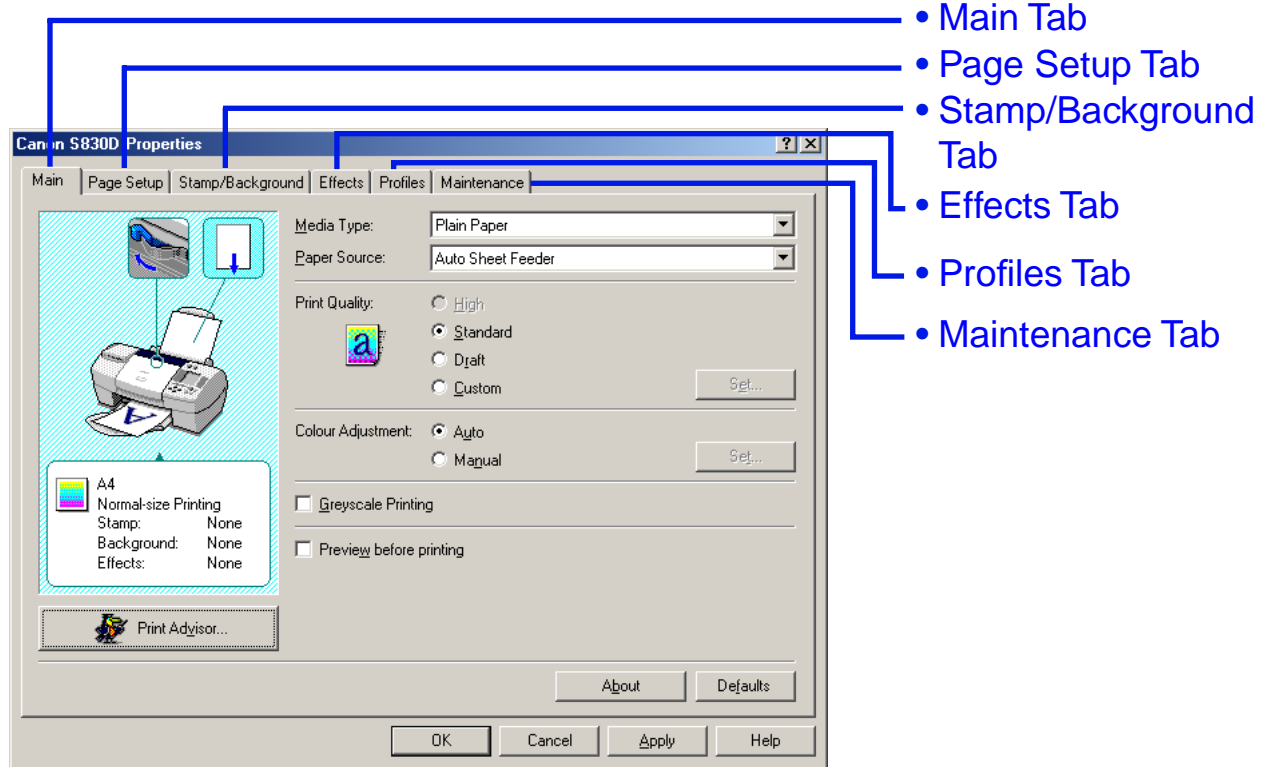 • Main Tab
• Page Setup Tab
• Stamp/Background
Tab
• Effects Tab
• Profiles Tab
• Maintenance Tab
Canon S830D Properties
Main Page Setup Stamp/Background Effects Profiles Maintenance
Media Type: Plain Paper
Paper Source: Auto Sheet Feeder
Print Quality: High
a Standard
Draft
Custom Set...
Colour Adjustment: Auto
Manual Set...
A
A4
Normal-size Printing
Stamp: None
Background: None
Effects: None
Greyscale Printing
Preview before printing
Print Advisor...
About Defaults
OK Cancel Apply Help